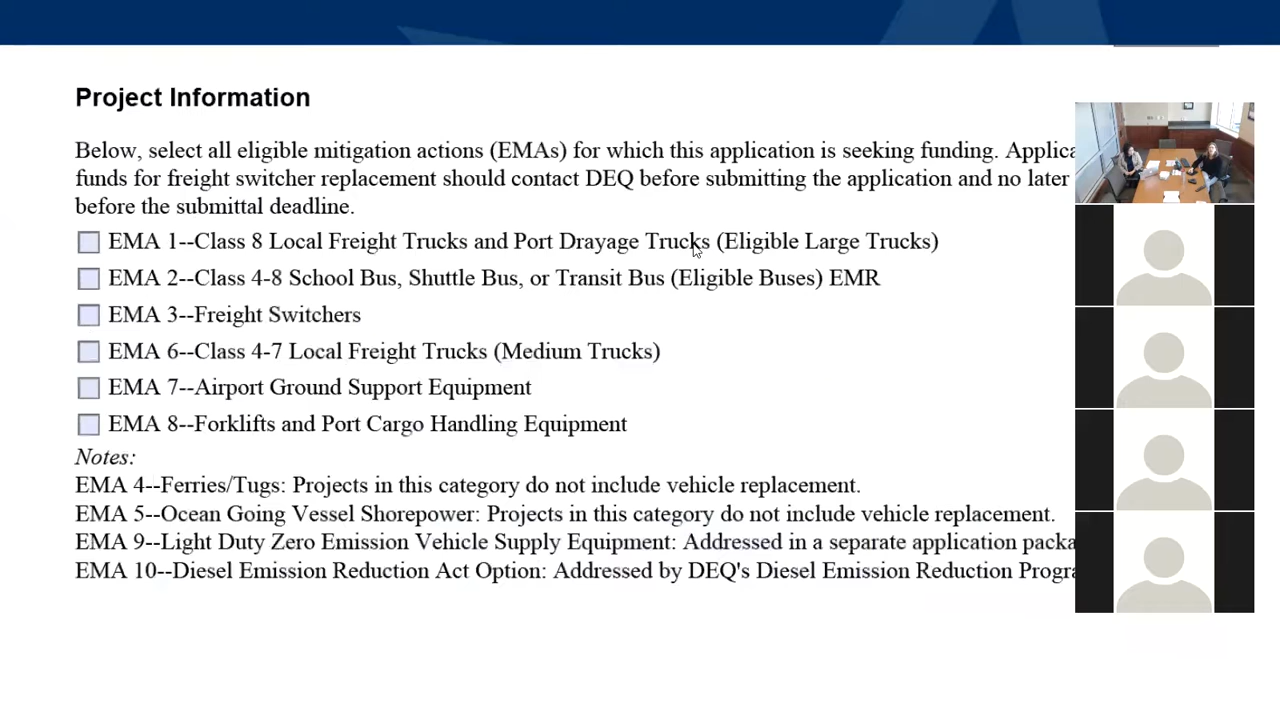 Project Information
Below, select all eligible mitigation actions (EMAs) for which this application is seeking funding.
funds for freight switcher replacement should contact DEQ before submitting the application and no later
before the submittal deadline.
EMA 1--Class 8 Local Freight Trucks and Port Drayage Trucks (Eligible Large Trucks)
EMA 2--Class 4-8 School Bus, Shuttle Bus, or Transit Bus (Eligible Buses) EMR
EMA 3--Freight Switchers
EMA 6--Class 4-7 Local Freight Trucks (Medium Trucks)
EMA 7--Airport Ground Support Equipment
EMA 8--Forklifts and Port Cargo Handling Equipment
Notes:
EMA 4--Ferries/Tugs: Projects in this category do not include vehicle replacement.
EMA 5--Ocean Going Vessel Shorepower: Projects in this category do not include vehicle replacement.
EMA 9--Light Duty Zero Emission Vehicle Supply Equipment: Addressed in a separate application
EMA 10--Diesel Emission Reduction Act Option: Addressed by DEQ's Diesel Emission Reduction